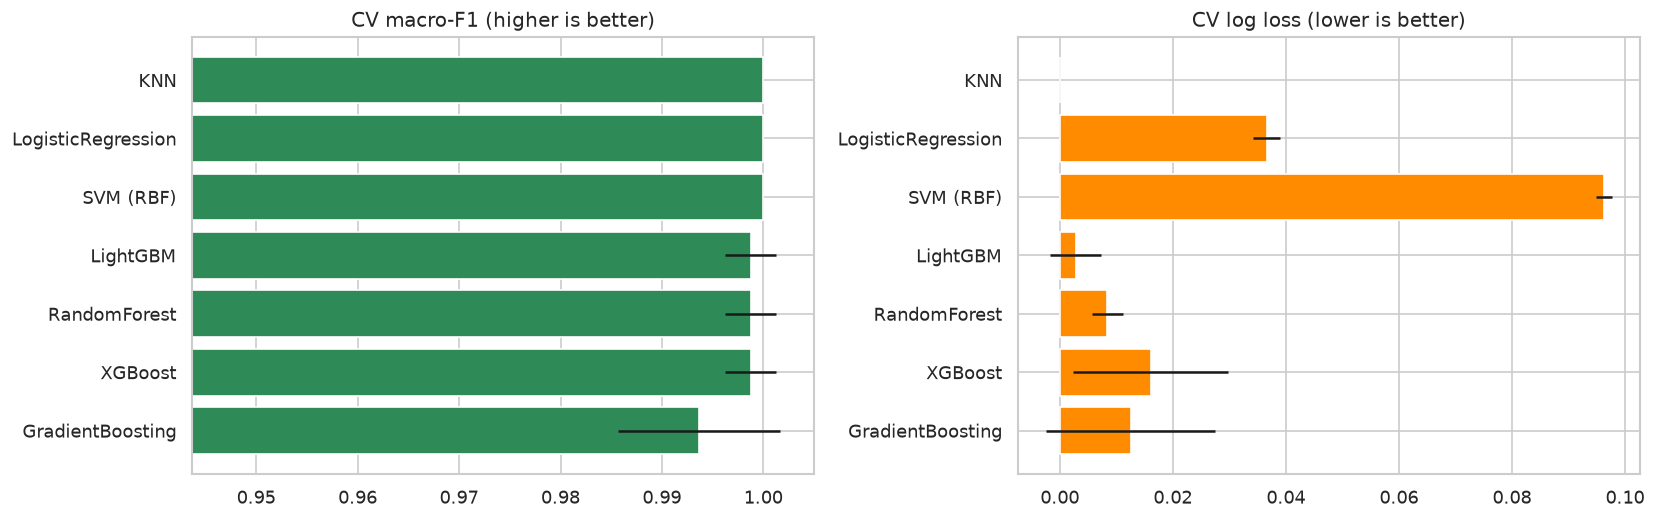 CV macro-F1 (higher is better)
KNN
LogisticRegression
SVM (RBF)
LightGBM
RandomForest
XGBoost
GradientBoosting
0.95 0.96 0.97 0.98 0.99 1.00
CV log loss (lower is better)
KNN
LogisticRegression
SVM (RBF)
LightGBM
RandomForest
XGBoost
GradientBoosting
0.00 0.02 0.04 0.06 0.08 0.10